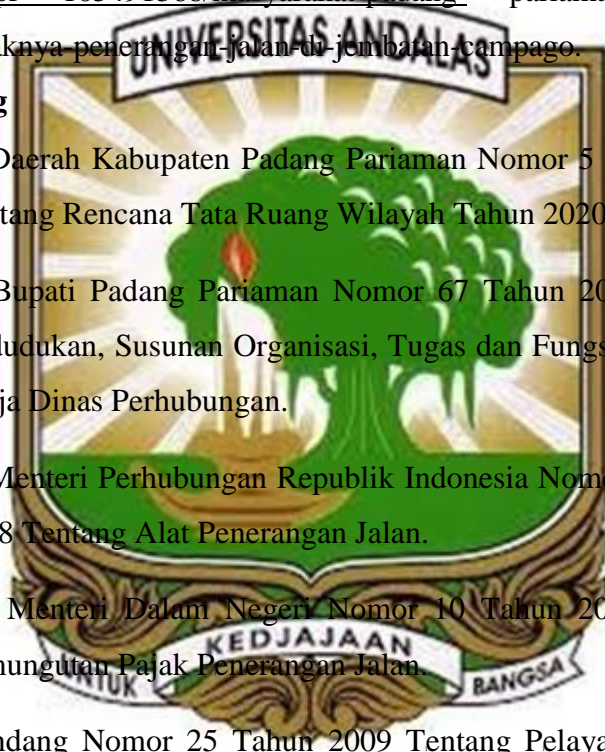 pariama
UNIVERSITAS ANDALAS
aknya-penerangan-jalan-di-jembatan-campago.
g
Daerah Kabupaten Padang Pariaman Nomor 5
tang Rencana Tata Ruang Wilayah Tahun 2020
Bupati Padang Pariaman Nomor 67 Tahun 20
dudukan, Susunan Organisasi, Tugas dan Fungs
ja Dinas Perhubungan.
Menteri Perhubungan Republik Indonesia Nomo
8 Tentang Alat Penerangan Jalan.
Menteri Dalam Negeri Nomor 10 Tahun 20
mungutan Pajak Penerangan Jalan.
UNTUK KEDJAJAAN BANGSA
ndang Nomor 25 Tahun 2009 Tentang Pelaya